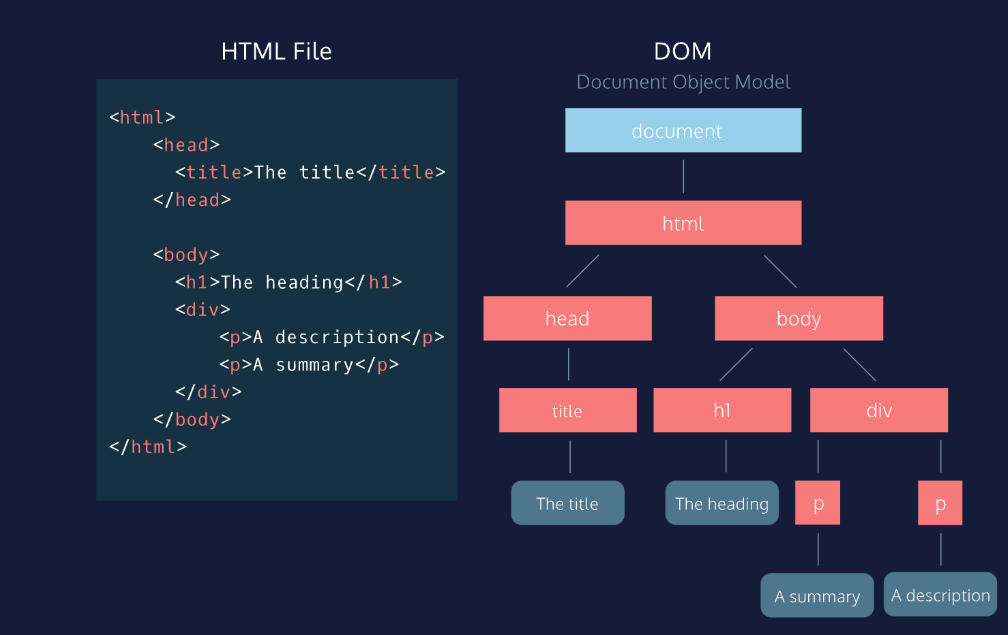 HTML File
<html>
<head>
<title>The title</title>
</head>
<body>
<h1>The heading</h1>
<div>
<p>A description</p>
<p>A summary</p>
</div>
</body>
</html>
DOM
Document Object Model
document
html
head body
title h1 div
The title The heading p p
A summary A description